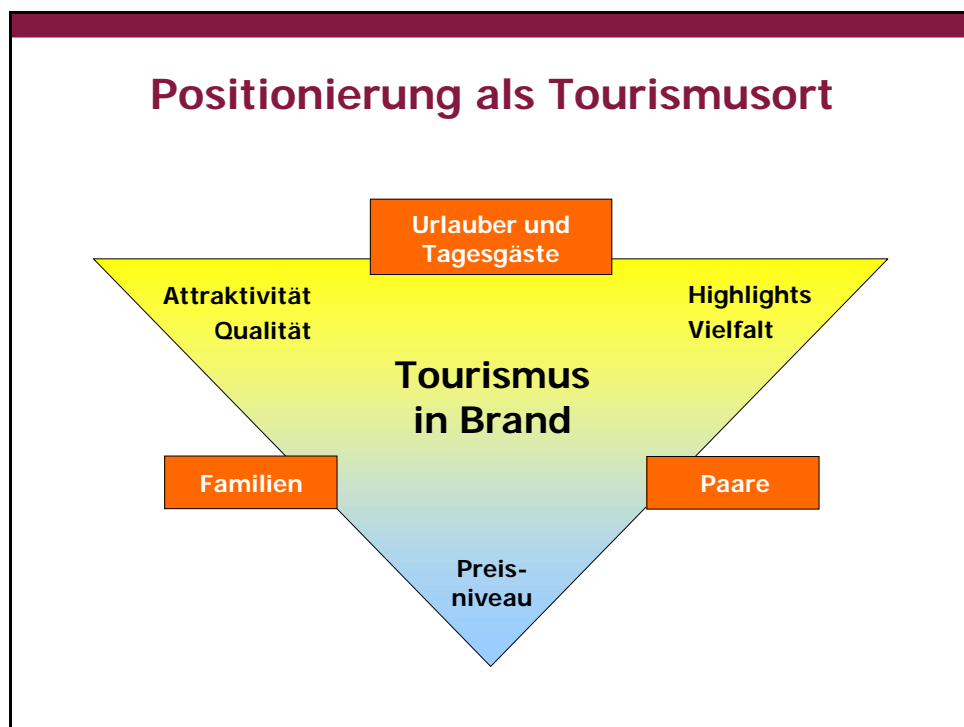 Positionierung als Tourismusort
Urlauber und
Tagesgäste
Attraktivität
Qualität
Highlights
Vielfalt
Tourismus
in Brand
Familien
Paare
Preis-
niveau